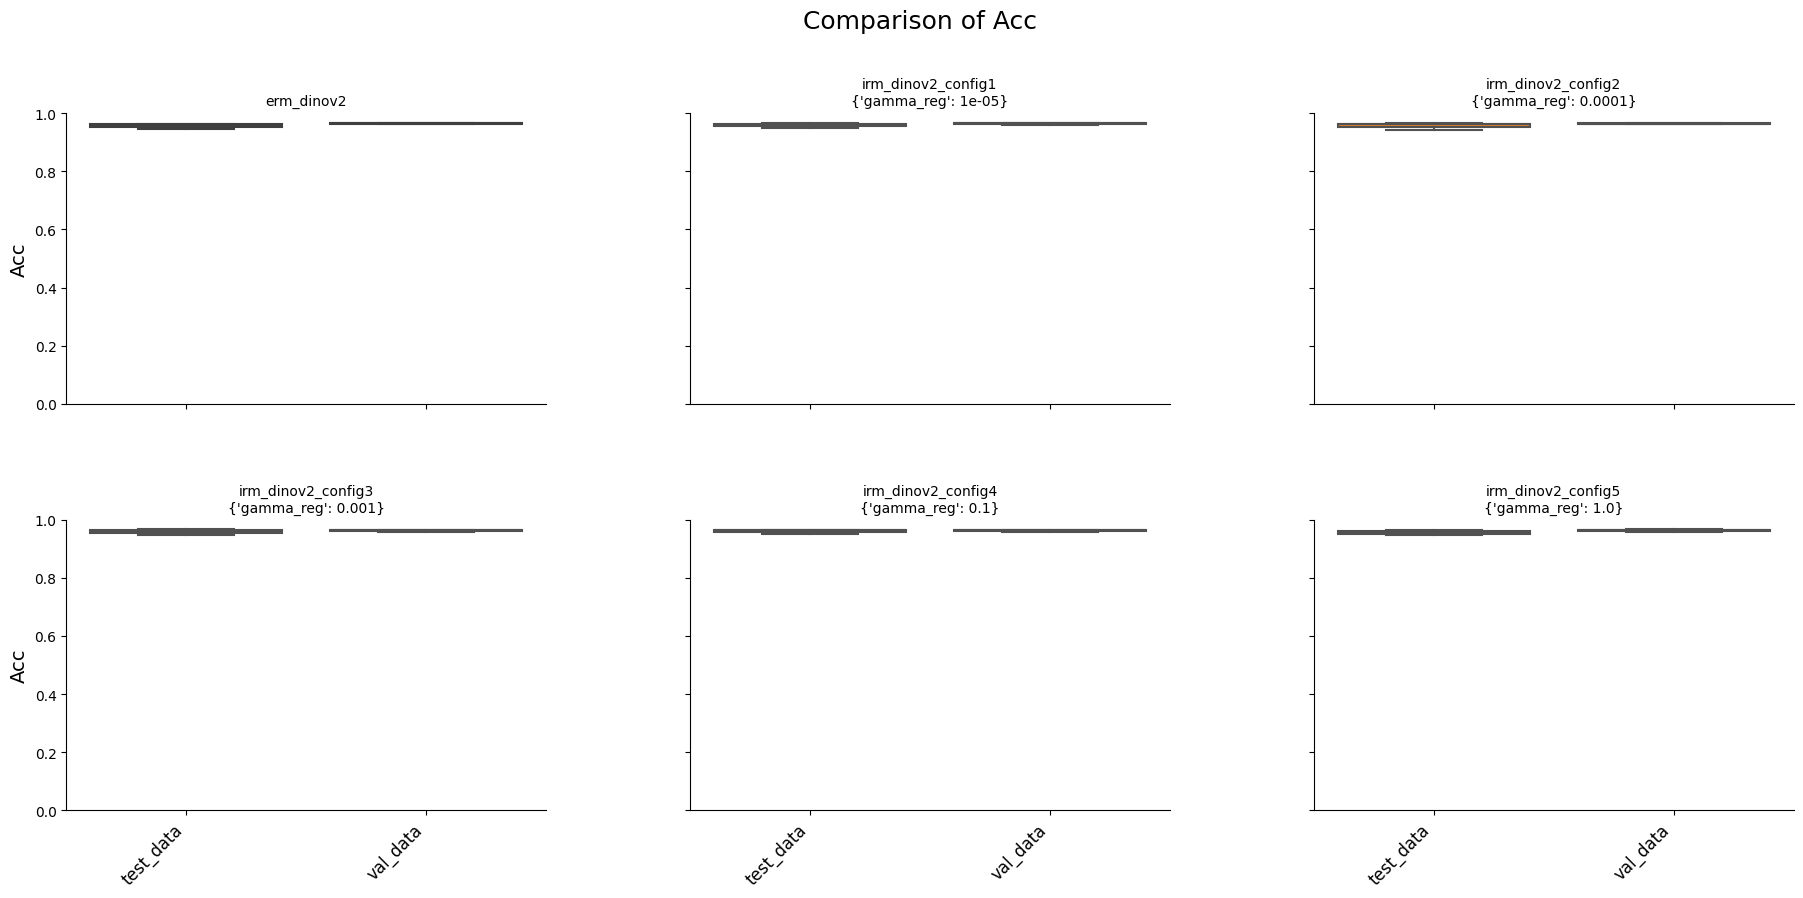 Comparison of Acc
erm_dinov2
irm_dinov2_config1
{'gamma_reg': 1e-05}
irm_dinov2_config2
{'gamma_reg': 0.0001}
Acc
1.0
0.8
0.6
0.4
0.2
0.0
irm_dinov2_config3
{'gamma_reg': 0.001}
irm_dinov2_config4
{'gamma_reg': 0.1}
irm_dinov2_config5
{'gamma_reg': 1.0}
Acc
1.0
0.8
0.6
0.4
0.2
0.0
test_data
val_data
test_data
val_data
test_data
val_data